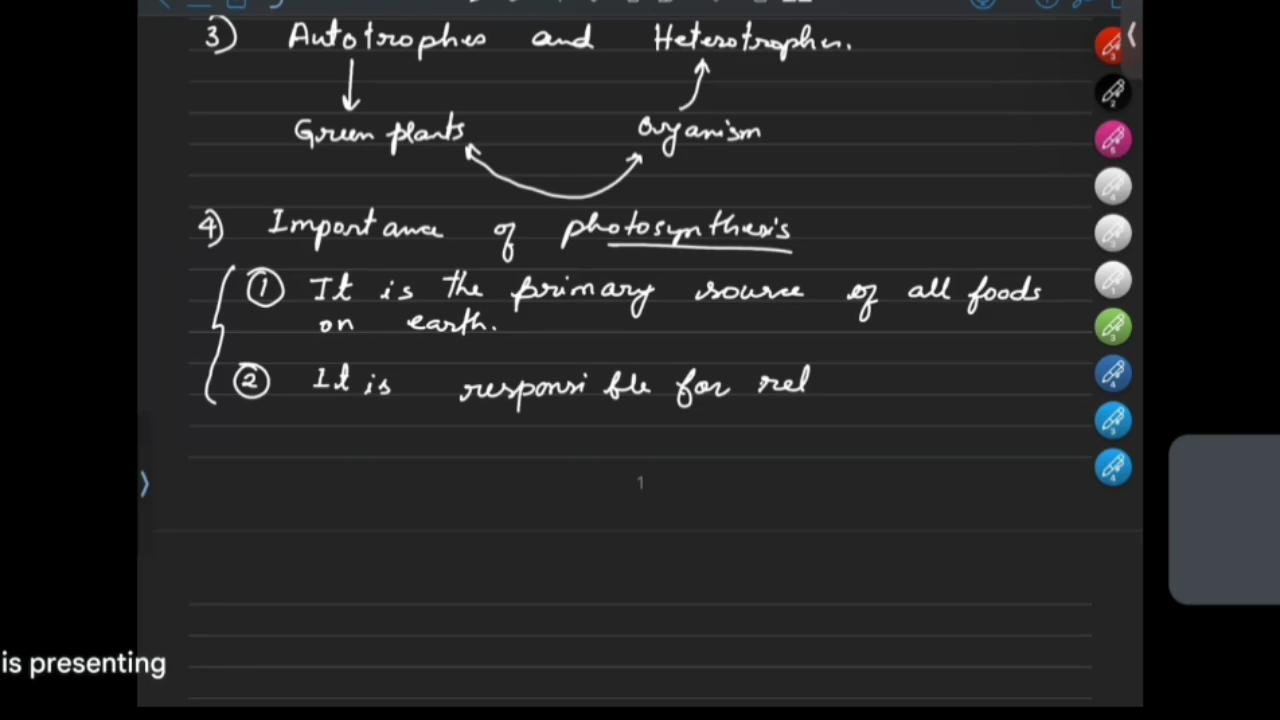 3) Autotrophes and Heterotrophes.
Green plants Organism
4) Importance of photosynthesis
① It is the primary source of all foods
on earth.
② It is responsible for rel
1
is presenting